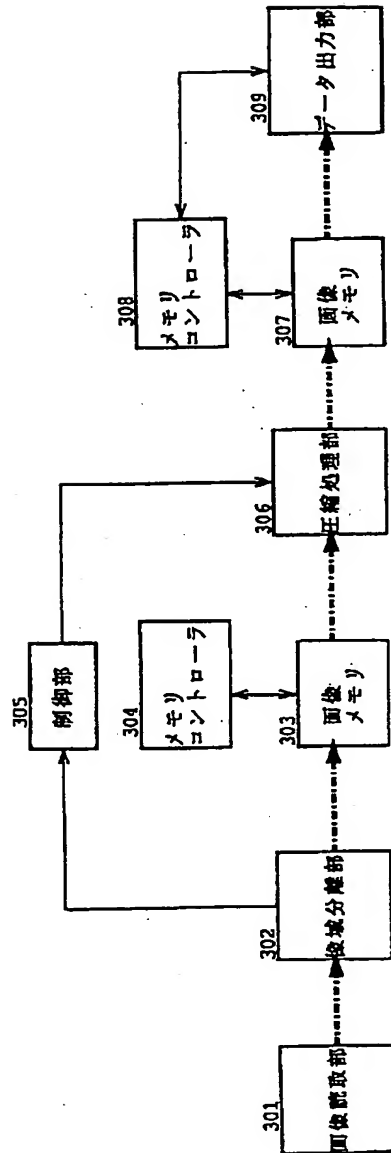 301
画像読取部
302
像域分離部
303
画像
メモリ
304
メモリ
コントローラ
305
制御部
306
圧縮処理部
307
画像
メモリ
308
メモリ
コントローラ
309
データ出力部